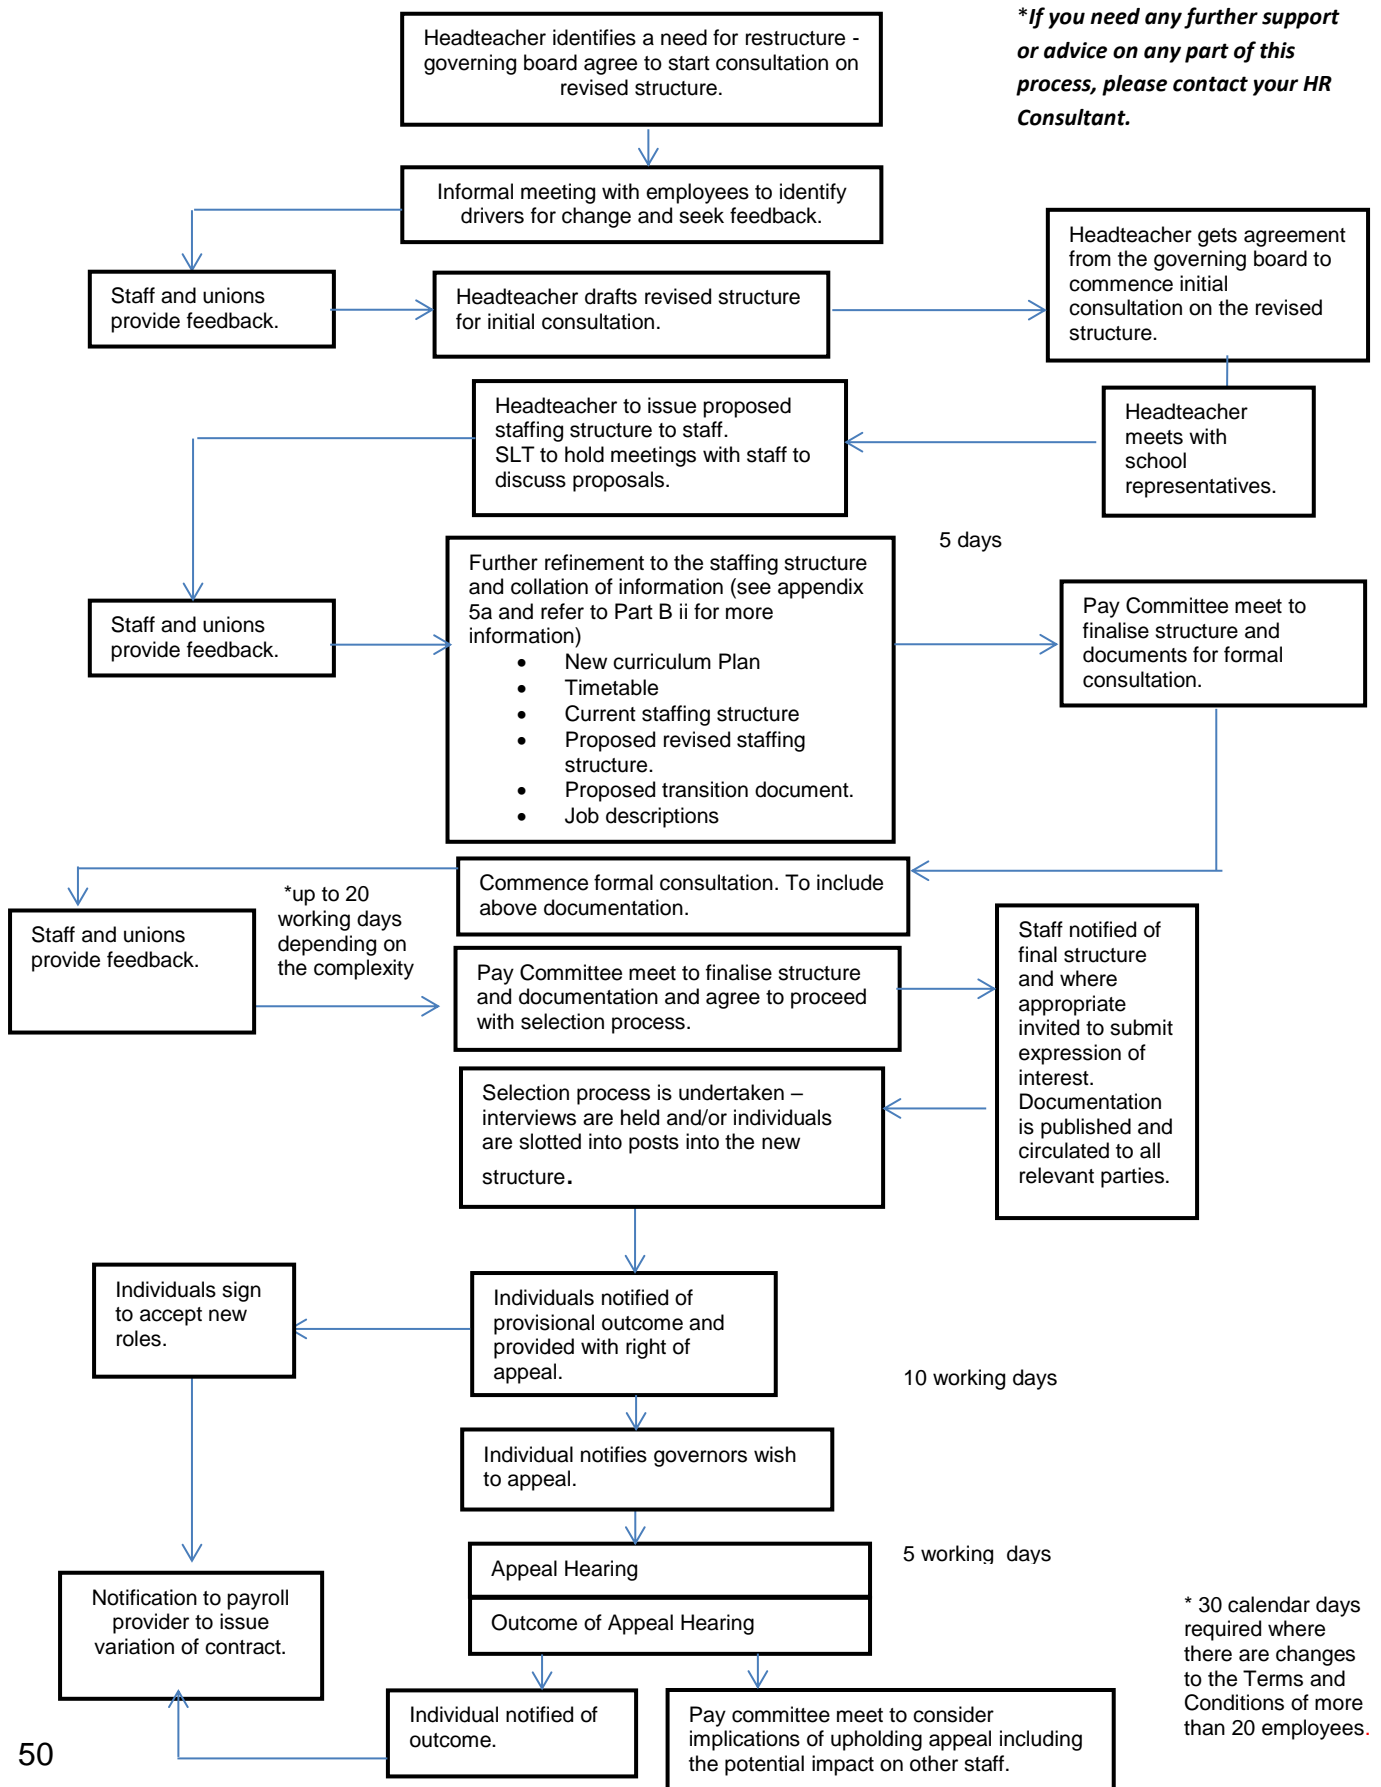 *If you need any further support
or advice on any part of this
process, please contact your HR
Consultant.
Headteacher identifies a need for restructure -
governing board agree to start consultation on
revised structure.
Informal meeting with employees to identify
drivers for change and seek feedback.
Staff and unions
provide feedback.
Headteacher drafts revised structure
for initial consultation.
Headteacher gets agreement
from the governing board to
commence initial
consultation on the revised
structure.
Headteacher
meets with
school
representatives.
Headteacher to issue proposed
staffing structure to staff.
SLT to hold meetings with staff to
discuss proposals.
5 days
Staff and unions
provide feedback.
Further refinement to the staffing structure
and collation of information (see appendix
5a and refer to Part B ii for more
information)
• New curriculum Plan
• Timetable
• Current staffing structure
• Proposed revised staffing
structure.
• Proposed transition document.
• Job descriptions
Pay Committee meet to
finalise structure and
documents for formal
consultation.
Commence formal consultation. To include
above documentation.
Staff and unions
provide feedback.
*up to 20
working days
depending on
the complexity
Pay Committee meet to finalise structure
and documentation and agree to proceed
with selection process.
Staff notified of
final structure
and where
appropriate
invited to submit
expression of
interest.
Documentation
is published and
circulated to all
relevant parties.
Selection process is undertaken –
interviews are held and/or individuals
are slotted into posts into the new
structure.
Individuals sign
to accept new
roles.
Individuals notified of
provisional outcome and
provided with right of
appeal.
10 working days
Individual notifies governors wish
to appeal.
5 working days
Appeal Hearing
Outcome of Appeal Hearing
Notification to payroll
provider to issue
variation of contract.
Individual notified of
outcome.
Pay committee meet to consider
implications of upholding appeal including
the potential impact on other staff.
* 30 calendar days
required where
there are changes
to the Terms and
Conditions of more
than 20 employees.
50